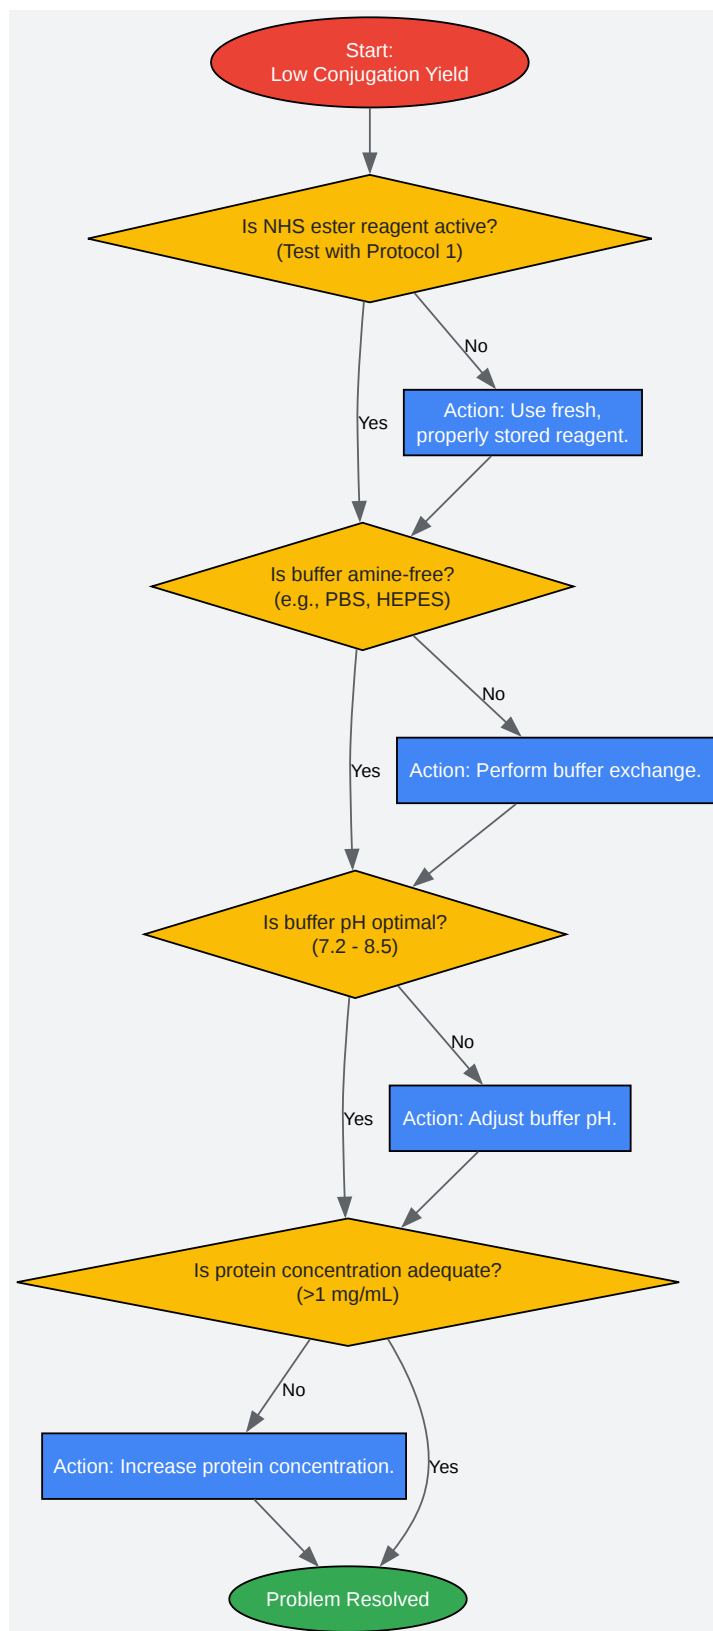 Start:
Low Conjugation Yield
Is NHS ester reagent active?
(Test with Protocol 1)
No
Action: Use fresh,
properly stored reagent.
Yes
Is buffer amine-free?
(e.g., PBS, HEPES)
No
Action: Perform buffer exchange.
Yes
Is buffer pH optimal?
(7.2 - 8.5)
No
Action: Adjust buffer pH.
Yes
Is protein concentration adequate?
(>1 mg/mL)
No
Action: Increase protein concentration.
Yes
Problem Resolved